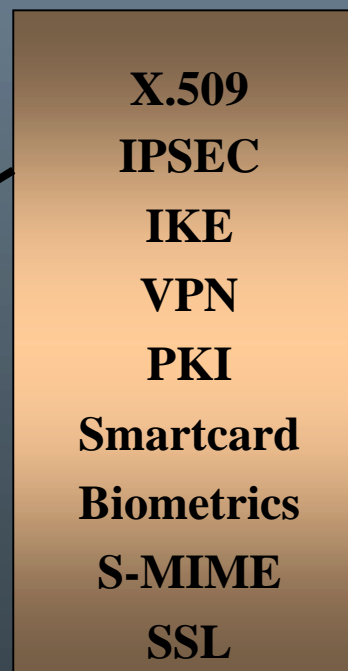 X.509
IPSEC
IKE
VPN
PKI
Smartcard
Biometrics
S-MIME
SSL